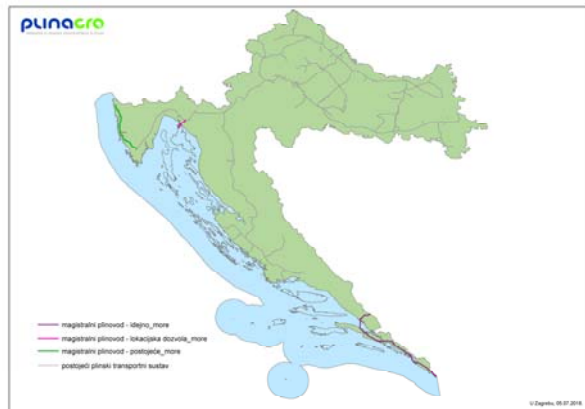 PLINACRO
magistralni plinovod - idejno_more
magistralni plinovod - lokacijska dozvola_more
magistralni plinovod - postojeće_more
postojeći plinski transportni sustav
U Zagrebu, 05.07.2018.